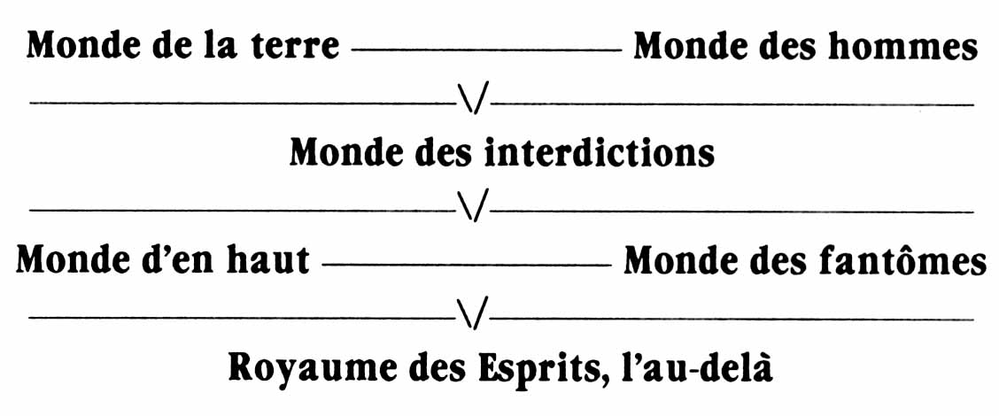 Monde de la terre — Monde des hommes
Monde des interdictions
Monde d'en haut — Monde des fantômes
Royaume des Esprits, l'au-delà